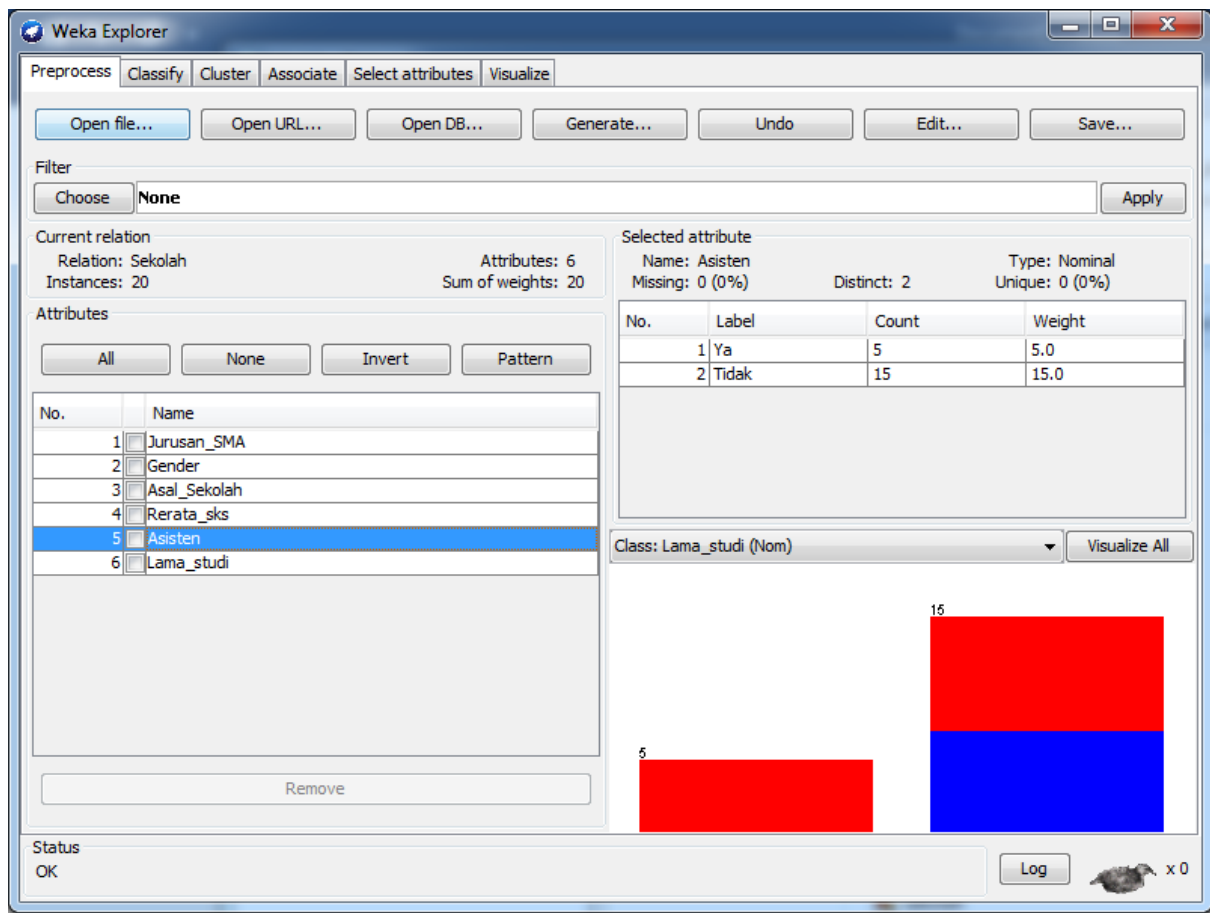 Weka Explorer
Preprocess Classify Cluster Associate Select attributes Visualize
Open file... Open URL... Open DB... Generate... Undo Edit... Save...
Filter
Choose None Apply
Current relation
Relation: Sekolah Attributes: 6
Instances: 20 Sum of weights: 20
Selected attribute
Name: Asisten Type: Nominal
Missing: 0 (0%) Distinct: 2 Unique: 0 (0%)
Attributes
All None Invert Pattern
No. Name
1 Jurusan_SMA
2 Gender
3 Asal_Sekolah
4 Rerata_sks
5 Asisten
6 Lama_studi
Remove
No. Label Count Weight
1 Ya 5 5.0
2 Tidak 15 15.0
Class: Lama_studi (Nom) Visualize All
15
5
Status
OK
Log x 0